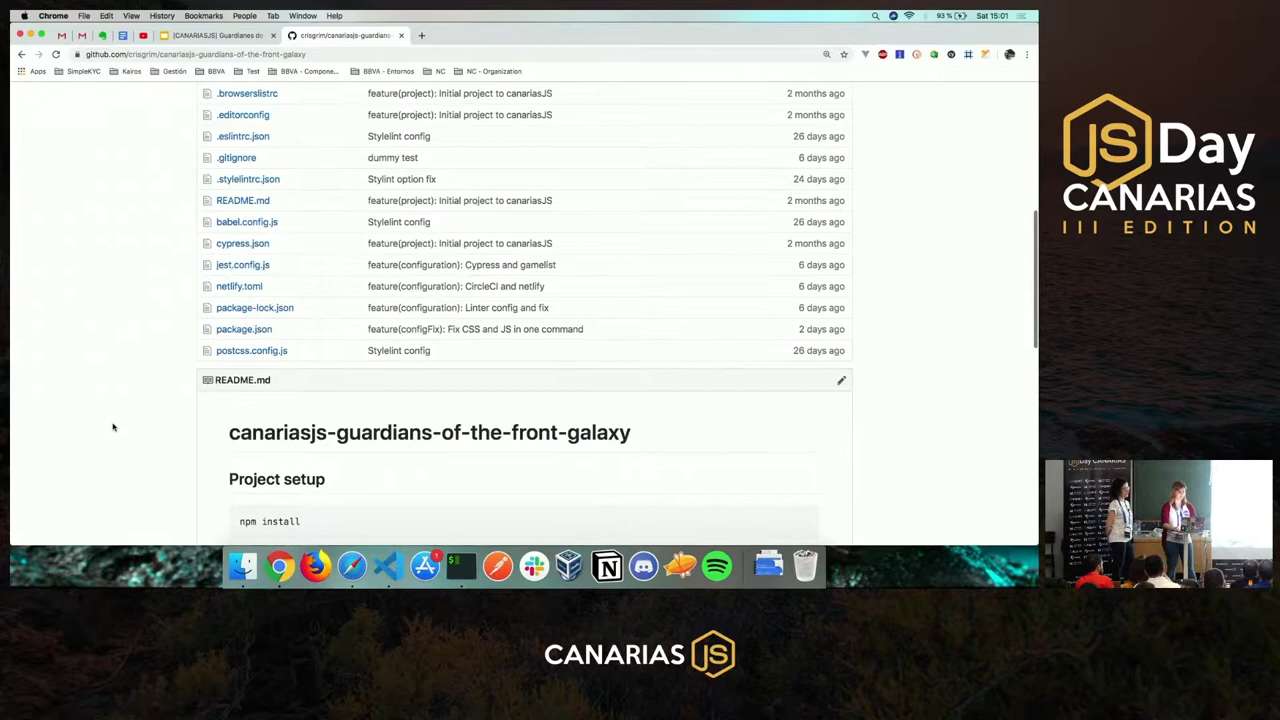 Chrome File Edit View History Bookmarks People Tab Window Help
93 % Sat 15:01
[CANARIASJS] Guardianes de
crisgrim/canariasjs-guardians-
github.com/crisgrim/canariasjs-guardians-of-the-front-galaxy
Apps SimpleKYC Kairos Gestión BBVA Test BBVA - Compone... BBVA - Entornos NC NC - Organization
.browserslistrc feature(project): Initial project to canariasJS 2 months ago
.editorconfig feature(project): Initial project to canariasJS 2 months ago
.eslintrc.json Stylelint config 26 days ago
.gitignore dummy test 6 days ago
.stylelintrc.json Stylint option fix 24 days ago
README.md feature(project): Initial project to canariasJS 2 months ago
babel.config.js Stylelint config 26 days ago
cypress.json feature(project): Initial project to canariasJS 2 months ago
jest.config.js feature(configuration): Cypress and gamelist 6 days ago
netlify.toml feature(configuration): CircleCi and netlify 6 days ago
package-lock.json feature(configuration): Linter config and fix 6 days ago
package.json feature(configFix): Fix CSS and JS in one command 2 days ago
postcss.config.js Stylelint config 26 days ago
README.md
canariasjs-guardians-of-the-front-galaxy
Project setup
npm install
JS Day
CANARIAS
III EDITION
Day CANARIAS
CANARIAS JS